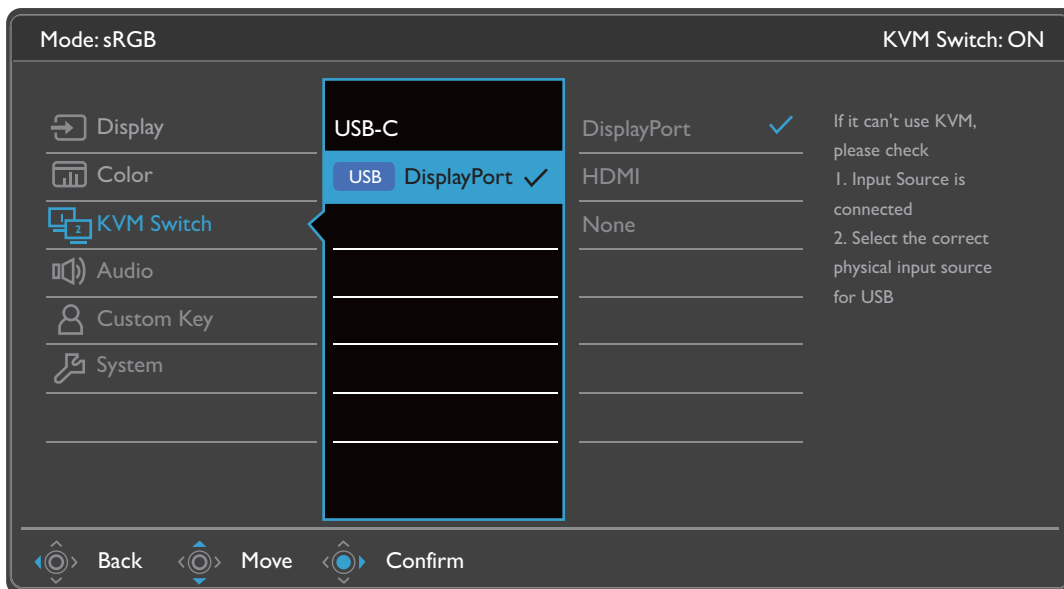 Mode: sRGB
KVM Switch: ON
Display
Color
1
2
KVM Switch
Audio
Custom Key
System
USB-C
USB DisplayPort
DisplayPort
HDMI
None
If it can't use KVM,
please check
1. Input Source is
connected
2. Select the correct
physical input source
for USB
Back
Move
Confirm